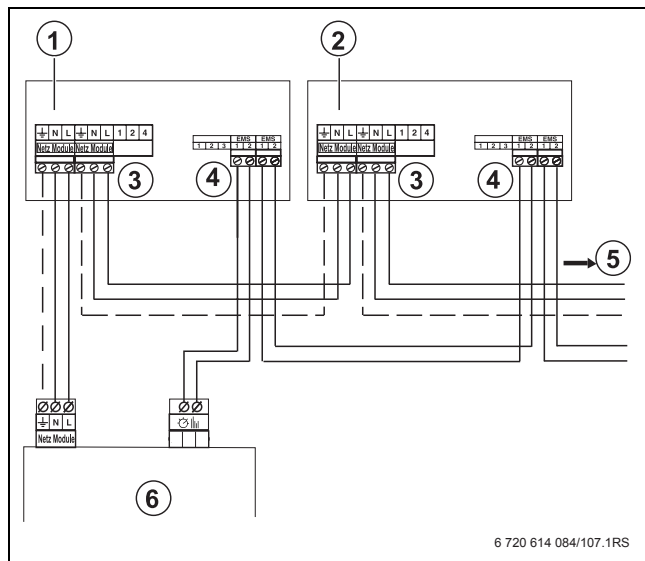 1
2
⏚ N L ⏚ N L 1 2 4
Netz Module Netz Module
EMS EMS
1 2 3 1 2 1 2
3
4
⏚ N L ⏚ N L 1 2 4
Netz Module Netz Module
EMS EMS
1 2 3 1 2 1 2
3
4
5
⏚ N L
Netz Module
6
6 720 614 084/107.1RS